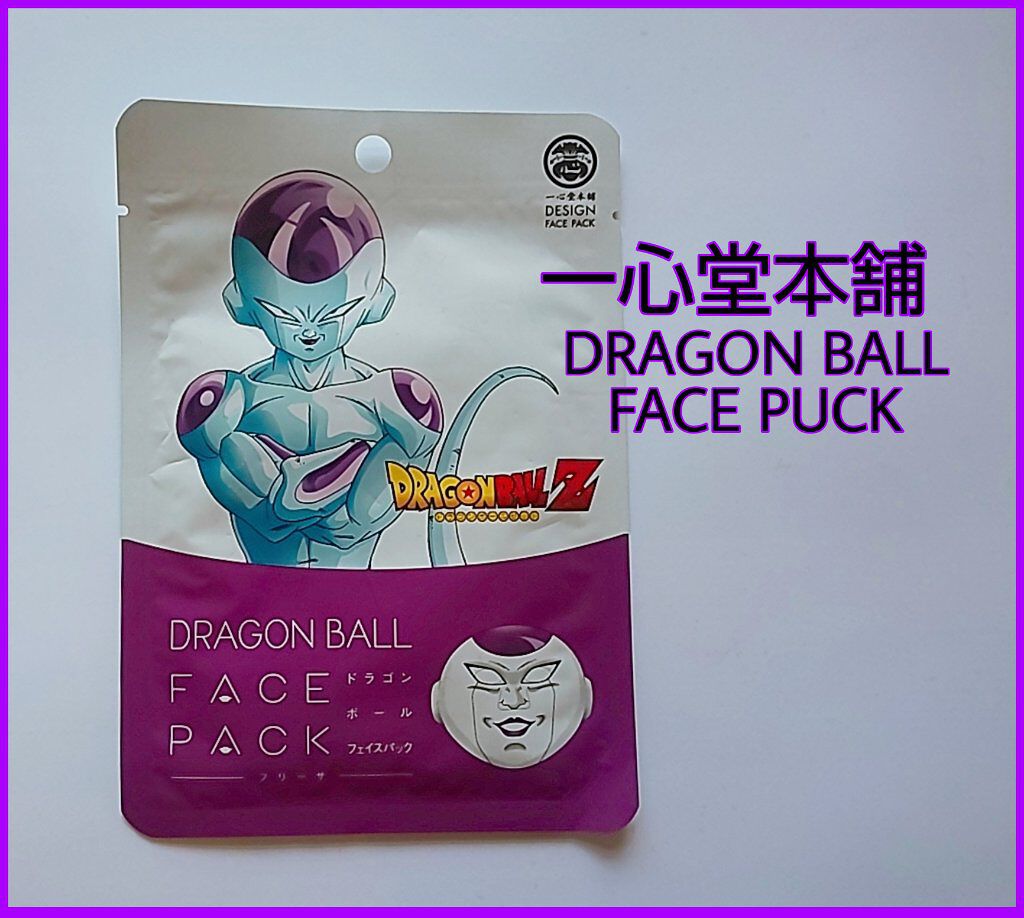 一心堂本舗
DESIGN
FACE PACK
一心堂本舗
DRAGON BALL
FACE PUCK
DRAGONBALL Z
DRAGON BALL
FACE ドラゴン
ボール
PACK フェイスパック
フリーザ